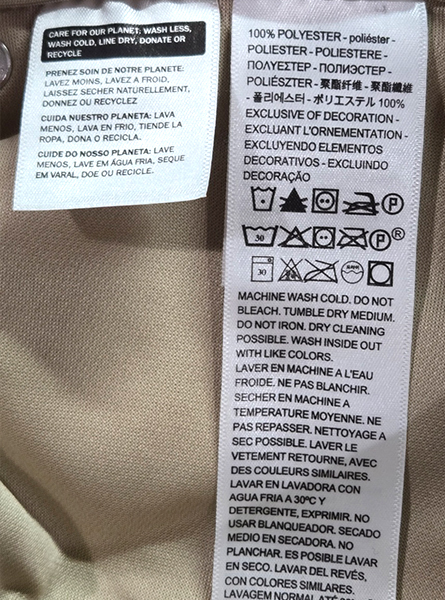 CARE FOR OUR PLANET: WASH LESS,
WASH COLD, LINE DRY, DONATE OR
RECYCLE
PRENEZ SOIN DE NOTRE PLANETE:
LAVEZ MOINS, LAVEZ A FROID,
LAISSEZ SECHER NATURELLEMENT,
DONNEZ OU RECYCLEZ
CUIDA NUESTRO PLANETA: LAVA
MENOS, LAVA EN FRIO, TIENDE LA
ROPA, DONA O RECICLA.
CUIDE DO NOSSO PLANETA: LAVE
MENOS, LAVE EM ÁGUA FRIA, SEQUE
EM VARAL, DOE OU RECICLE.
100% POLYESTER - poliéster -
POLIESTER - POLIESTERE -
ΠΟΛΥΕΣΤΕΡ - ПОЛИЭСТЕР -
POLIÉSZTER - 聚酯纤维 - 聚酯纖維
- 폴리에스터 - ポリエステル 100%
EXCLUSIVE OF DECORATION -
EXCLUANT L'ORNEMENTATION -
EXCLUYENDO ELEMENTOS
DECORATIVOS - EXCLUINDO
DECORAÇÃO
P
30 P ®
30
MACHINE WASH COLD. DO NOT
BLEACH. TUMBLE DRY MEDIUM.
DO NOT IRON. DRY CLEANING
POSSIBLE. WASH INSIDE OUT
WITH LIKE COLORS.
LAVER EN MACHINE A L'EAU
FROIDE. NE PAS BLANCHIR.
SECHER EN MACHINE A
TEMPERATURE MOYENNE. NE
PAS REPASSER. NETTOYAGE A
SEC POSSIBLE. LAVER LE
VETEMENT RETOURNE, AVEC
DES COULEURS SIMILAIRES.
LAVAR EN LAVADORA CON
AGUA FRIA A 30ºC Y
DETERGENTE, EXPRIMIR. NO
USAR BLANQUEADOR. SECADO
MEDIO EN SECADORA. NO
PLANCHAR. ES POSIBLE LAVAR
EN SECO. LAVAR DEL REVÉS,
CON COLORES SIMILARES.
LAVAGEM NORMAL ATÉ